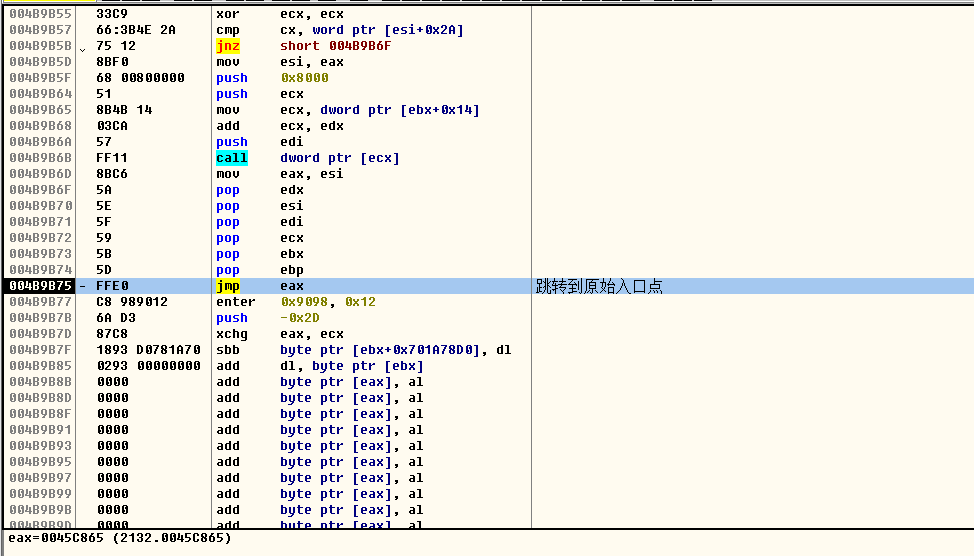 004B9B55 33C9 xor ecx, ecx
004B9B57 66:3B4E 2A cmp cx, word ptr [esi+0x2A]
004B9B5B 75 12 jnz short 004B9B6F
004B9B5D 8BF0 mov esi, eax
004B9B5F 68 00800000 push 0x8000
004B9B64 51 push ecx
004B9B65 8B4B 14 mov ecx, dword ptr [ebx+0x14]
004B9B68 03CA add ecx, edx
004B9B6A 57 push edi
004B9B6B FF11 call dword ptr [ecx]
004B9B6D 8BC6 mov eax, esi
004B9B6F 5A pop edx
004B9B70 5E pop esi
004B9B71 5F pop edi
004B9B72 59 pop ecx
004B9B73 5B pop ebx
004B9B74 5D pop ebp
004B9B75 - FFE0 jmp eax 跳转到原始入口点
004B9B77 C8 989012 enter 0x9098, 0x12
004B9B7B 6A D3 push -0x2D
004B9B7D 87C8 xchg eax, ecx
004B9B7F 1893 D0781A70 sbb byte ptr [ebx+0x701A78D0], dl
004B9B85 0293 00000000 add dl, byte ptr [ebx]
004B9B8B 0000 add byte ptr [eax], al
004B9B8D 0000 add byte ptr [eax], al
004B9B8F 0000 add byte ptr [eax], al
004B9B91 0000 add byte ptr [eax], al
004B9B93 0000 add byte ptr [eax], al
004B9B95 0000 add byte ptr [eax], al
004B9B97 0000 add byte ptr [eax], al
004B9B99 0000 add byte ptr [eax], al
004B9B9B 0000 add byte ptr [eax], al
004B9B9D 0000 add byte ptr [eax], al
eax=0045C865 (2132.0045C865)